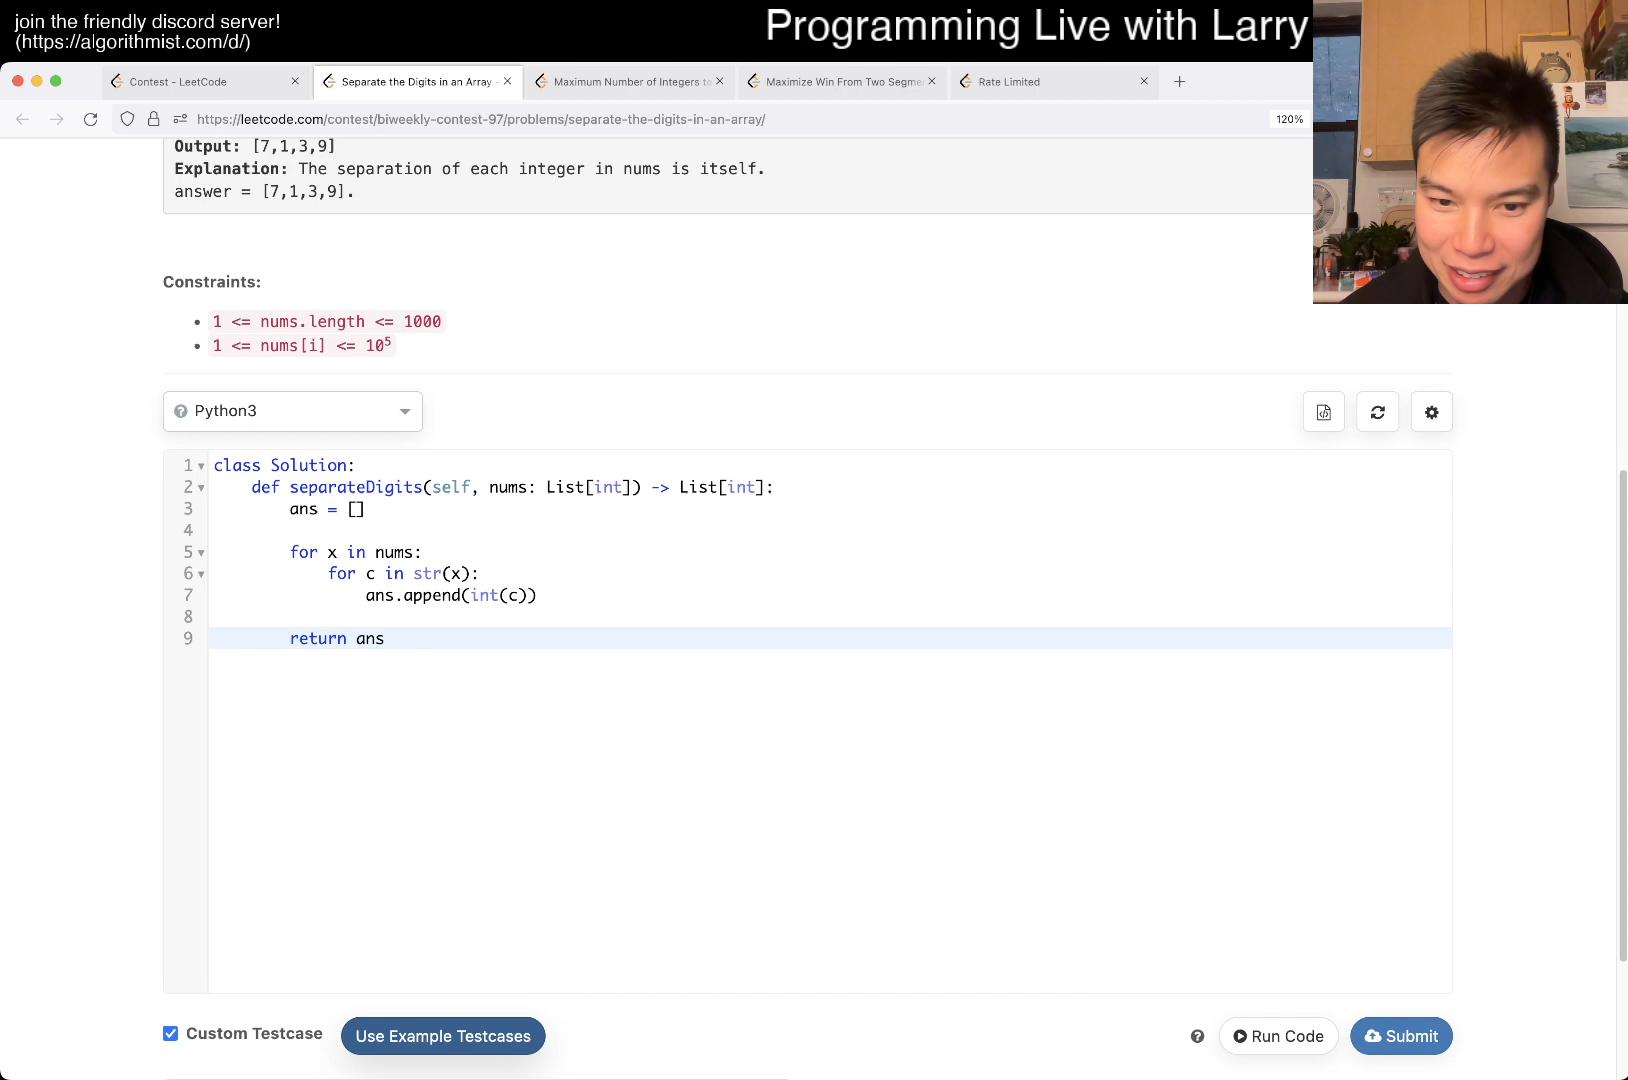 join the friendly discord server!
(https://algorithmist.com/d/)
Programming Live with Larry
Contest - LeetCode
Separate the Digits in an Array -
Maximum Number of Integers to
Maximize Win From Two Segme
Rate Limited
https://leetcode.com/contest/biweekly-contest-97/problems/separate-the-digits-in-an-array/
120%
Output: [7,1,3,9]
Explanation: The separation of each integer in nums is itself.
answer = [7,1,3,9].
Constraints:
• 1 <= nums.length <= 1000
• 1 <= nums[i] <= 10⁵
Python3
1 class Solution:
2 def separateDigits(self, nums: List[int]) -> List[int]:
3 ans = []
4
5 for x in nums:
6 for c in str(x):
7 ans.append(int(c))
8
9 return ans
Custom Testcase
Use Example Testcases
Run Code
Submit